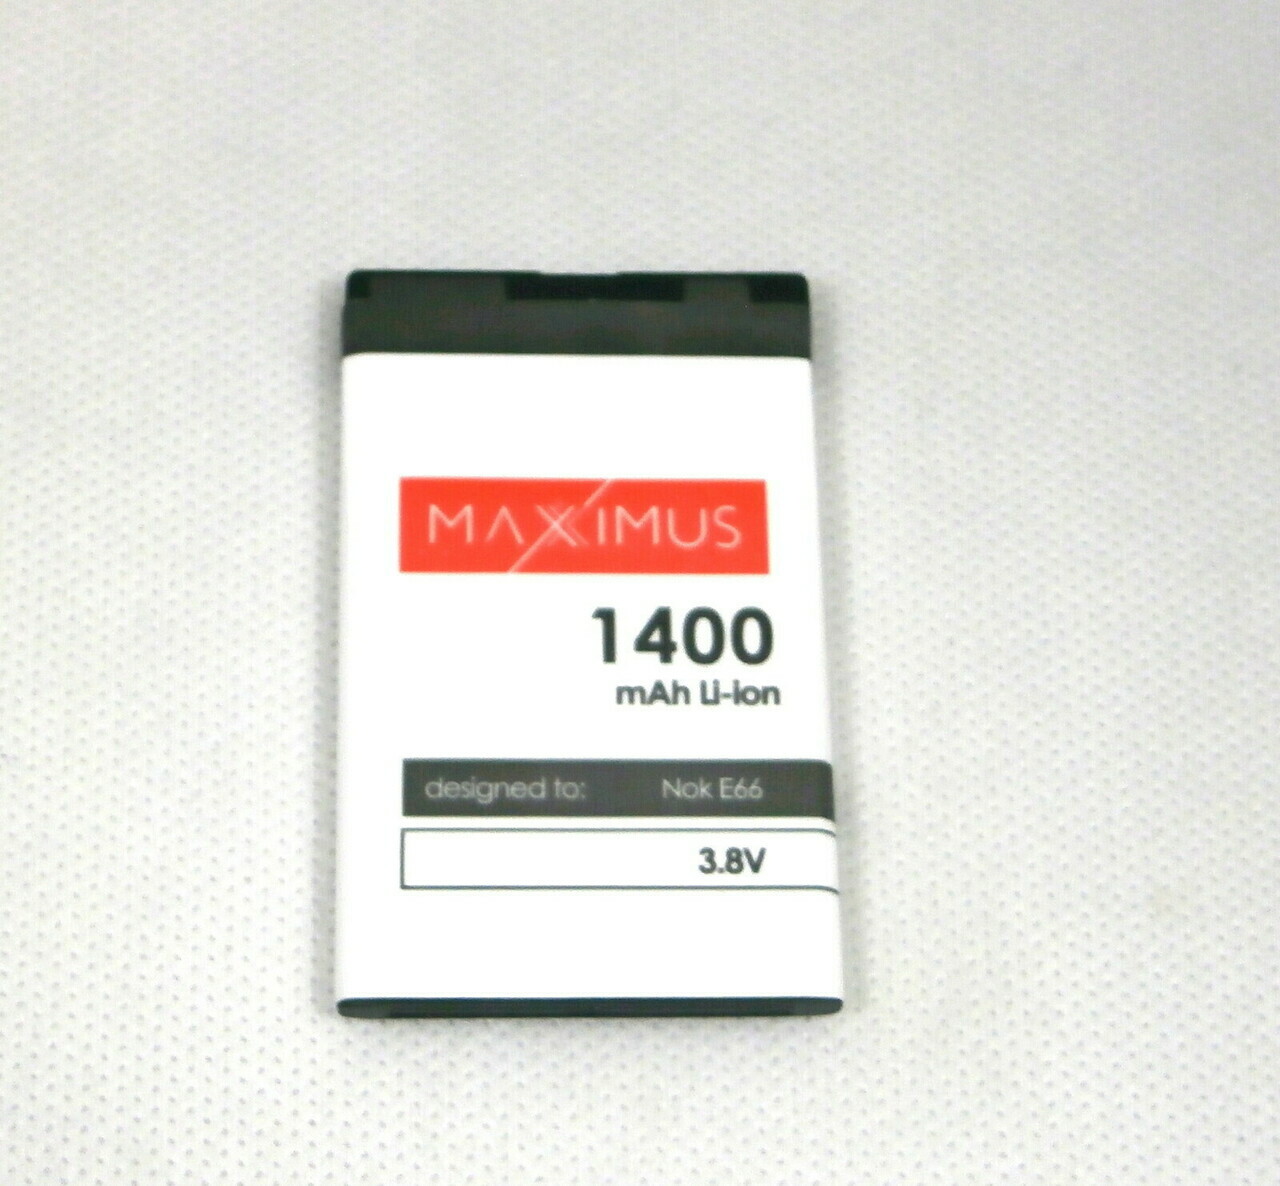 MAXXIMUS
1400
mAh Li-ion
designed to: Nok E66
3.8V